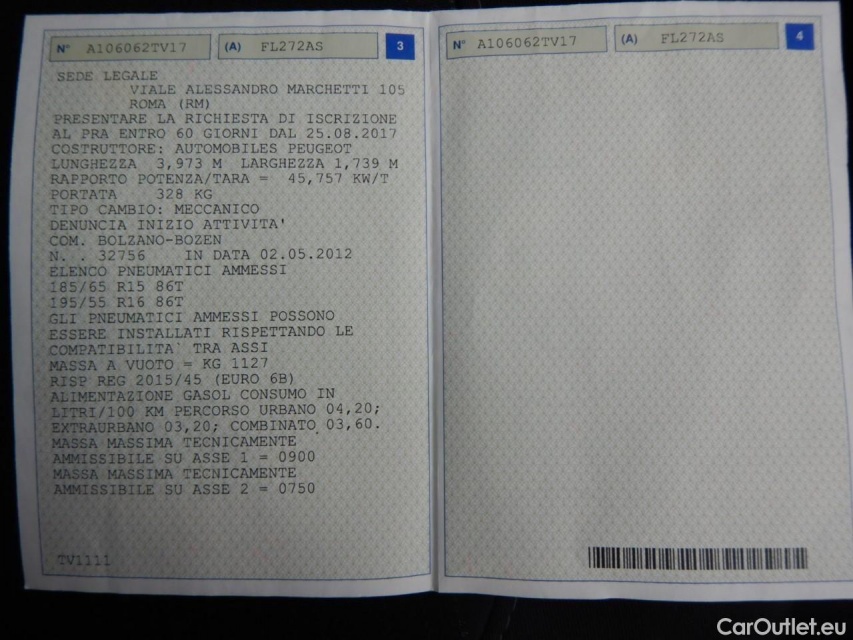 N° A106062TV17 (A) FL272AS 3
SEDE LEGALE
VIALE ALESSANDRO MARCHETTI 105
ROMA (RM)
PRESENTARE LA RICHIESTA DI ISCRIZIONE
AL PRA ENTRO 60 GIORNI DAL 25.08.2017
COSTRUTTORE: AUTOMOBILES PEUGEOT
LUNGHEZZA 3,973 M LARGHEZZA 1,739 M
RAPPORTO POTENZA/TARA = 45,757 KW/T
PORTATA 328 KG
TIPO CAMBIO: MECCANICO
DENUNCIA INIZIO ATTIVITA'
COM. BOLZANO-BOZEN
N. . 32756 IN DATA 02.05.2012
ELENCO PNEUMATICI AMMESSI
185/65 R15 86T
195/55 R16 86T
GLI PNEUMATICI AMMESSI POSSONO
ESSERE INSTALLATI RISPETTANDO LE
COMPATIBILITA` TRA ASSI
MASSA A VUOTO = KG 1127
RISP REG 2015/45 (EURO 6B)
ALIMENTAZIONE GASOL CONSUMO IN
LITRI/100 KM PERCORSO URBANO 04,20;
EXTRAURBANO 03,20; COMBINATO 03,60.
MASSA MASSIMA TECNICAMENTE
AMMISSIBILE SU ASSE 1 = 0900
MASSA MASSIMA TECNICAMENTE
AMMISSIBILE SU ASSE 2 = 0750
TV1111
N° A106062TV17 (A) FL272AS 4
CarOutlet.eu